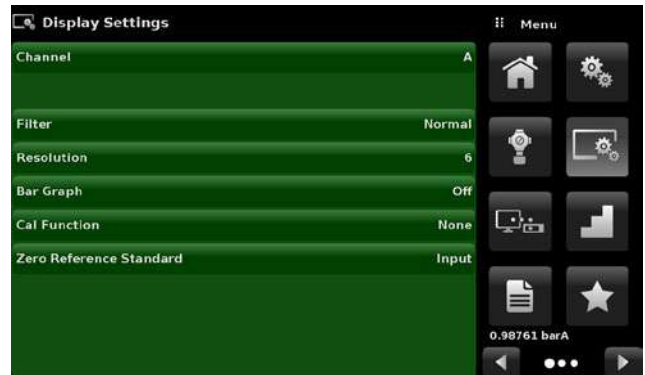 Display Settings
Menu
Channel A
Filter Normal
Resolution 6
Bar Graph Off
Cal Function None
Zero Reference Standard Input
0.98761 barA